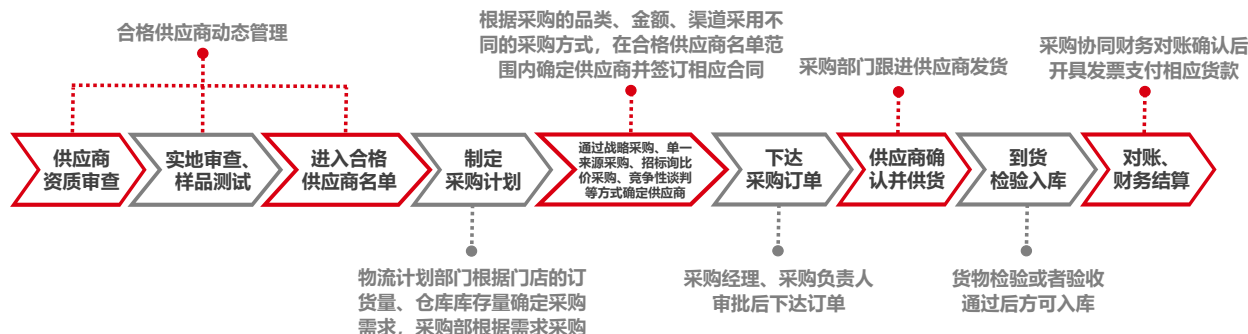 合格供应商动态管理
根据采购的品类、金额、渠道采用不
同的采购方式，在合格供应商名单范
围内确定供应商并签订相应合同
采购部门跟进供应商发货
采购协同财务对账确认后
开具发票支付相应货款
供应商
资质审查
实地审查、
样品测试
进入合格
供应商名单
制定
采购计划
通过战略采购、单一
来源采购、招标询比
价采购、竞争性谈判
等方式确定供应商
下达
采购订单
供应商确
认并供货
到货
检验入库
对账、
财务结算
物流计划部门根据门店的订
货量、仓库库存量确定采购
需求，采购部根据需求采购
采购经理、采购负责人
审批后下达订单
货物检验或者验收
通过后方可入库